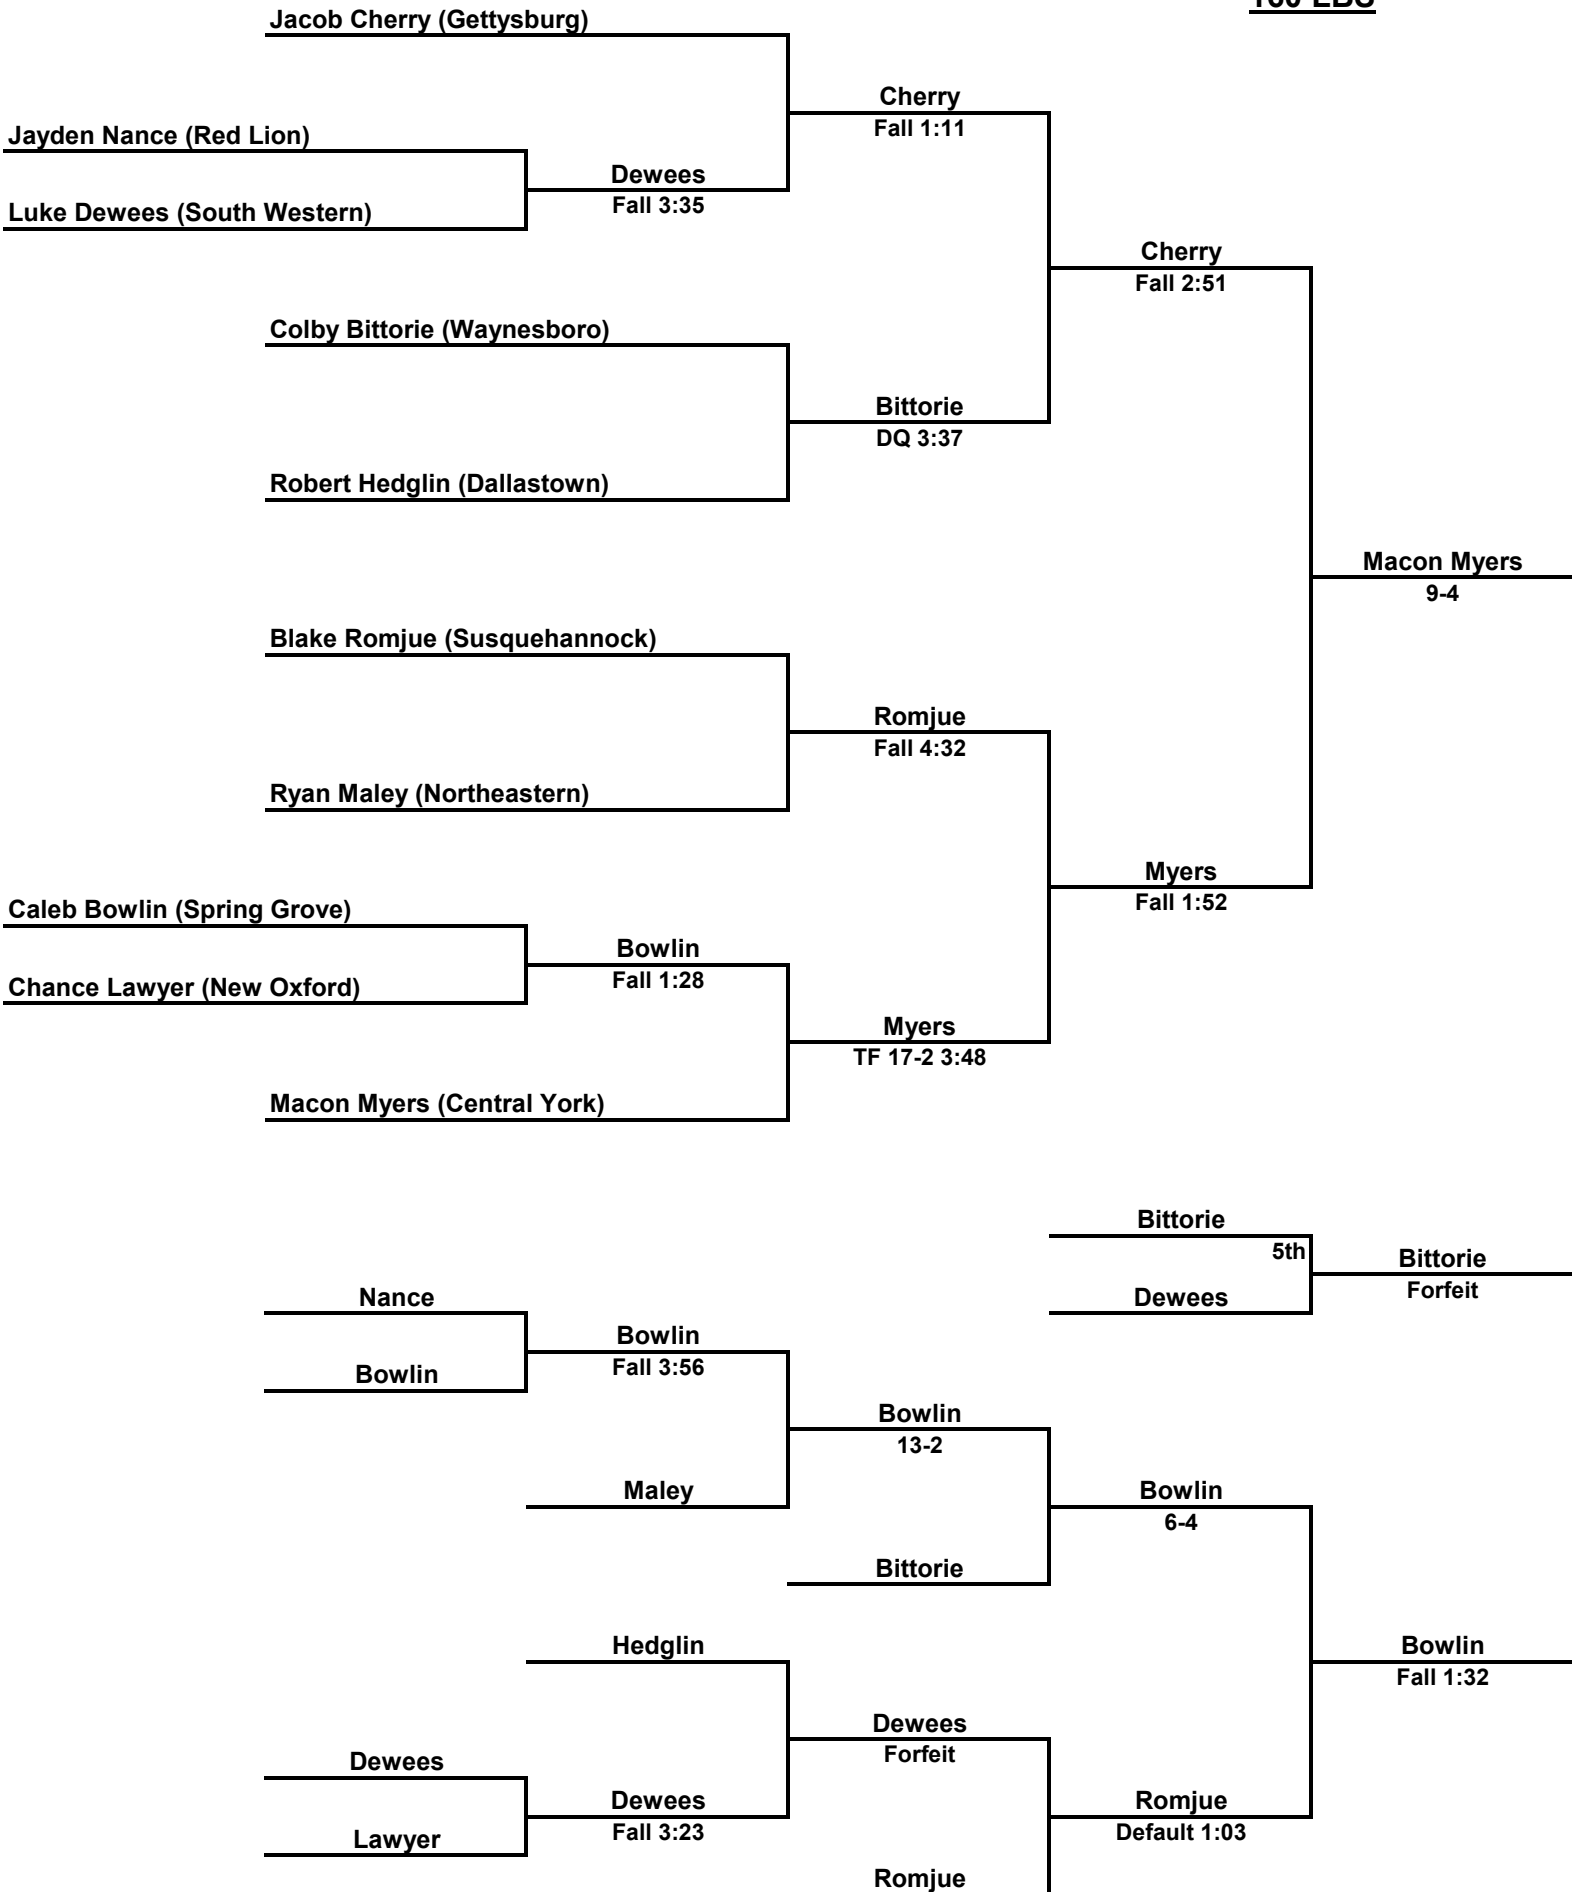 160 LBS
Jacob Cherry (Gettysburg)
Cherry
Fall 1:11
Jayden Nance (Red Lion)
Dewees
Fall 3:35
Luke Dewees (South Western)
Cherry
Fall 2:51
Colby Bittorie (Waynesboro)
Bittorie
DQ 3:37
Robert Hedglin (Dallastown)
Macon Myers
9-4
Blake Romjue (Susquehannock)
Romjue
Fall 4:32
Ryan Maley (Northeastern)
Myers
Fall 1:52
Caleb Bowlin (Spring Grove)
Bowlin
Fall 1:28
Chance Lawyer (New Oxford)
Myers
TF 17-2 3:48
Macon Myers (Central York)
Bittorie
5th
Bittorie
Forfeit
Dewees
Nance
Bowlin
Fall 3:56
Bowlin
Bowlin
13-2
Maley
Bowlin
6-4
Bittorie
Hedglin
Bowlin
Fall 1:32
Dewees
Forfeit
Dewees
Dewees
Fall 3:23
Romjue
Default 1:03
Lawyer
Romjue